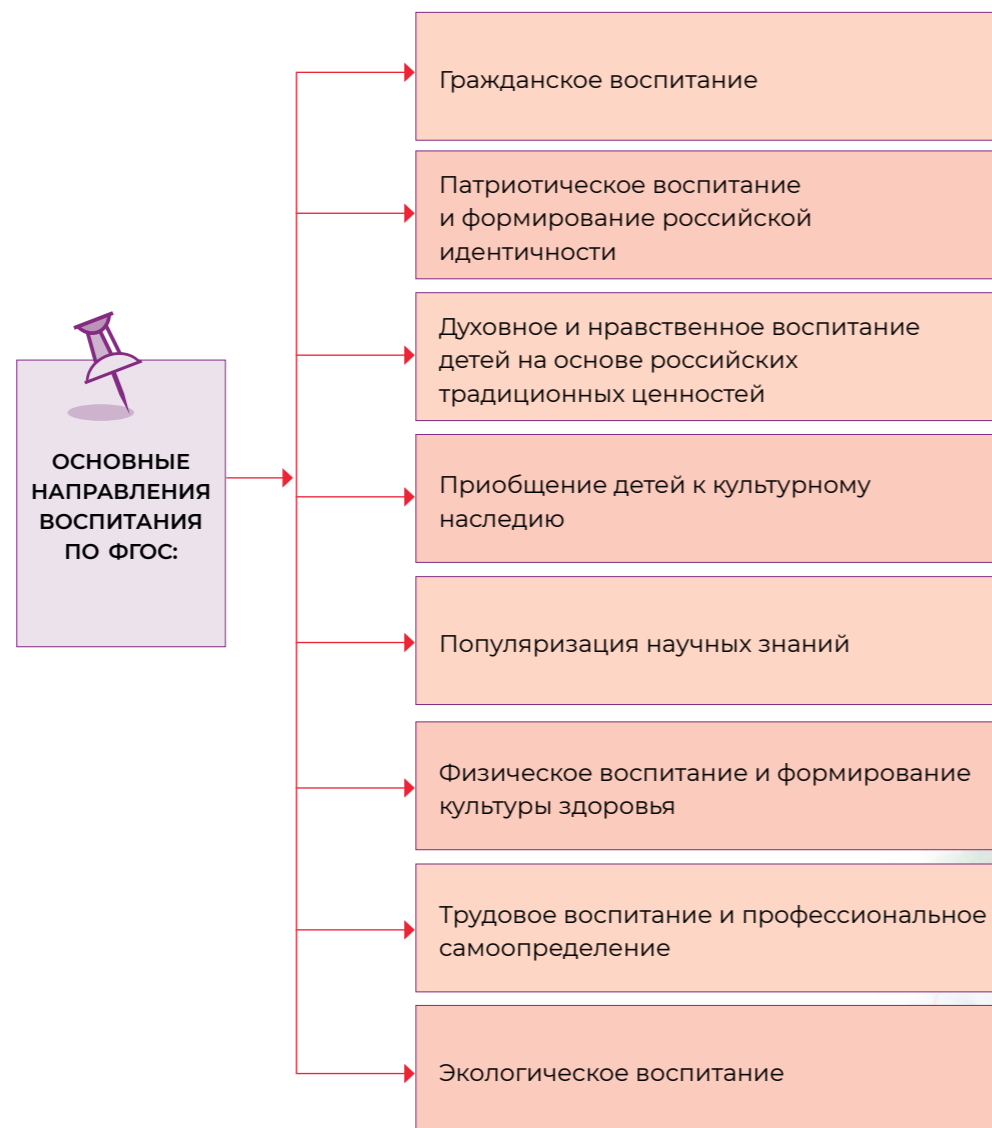 ОСНОВНЫЕ
НАПРАВЛЕНИЯ
ВОСПИТАНИЯ
ПО ФГОС:
Гражданское воспитание
Патриотическое воспитание
и формирование российской
идентичности
Духовное и нравственное воспитание
детей на основе российских
традиционных ценностей
Приобщение детей к культурному
наследию
Популяризация научных знаний
Физическое воспитание и формирование
культуры здоровья
Трудовое воспитание и профессиональное
самоопределение
Экологическое воспитание